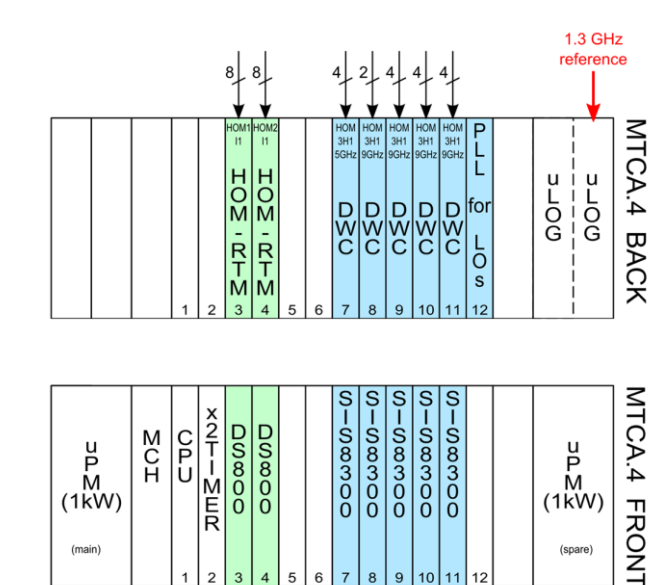 1.3 GHz
reference
8 8 4 2 4 4 4
HOM1 HOM2 HOM HOM HOM HOM HOM
I1 I1 3H1 3H1 3H1 3H1 3H1
5GHz 9GHz 9GHz 9GHz 9GHz
HOM-RTM
HOM-RTM
DWC
DWC
DWC
DWC
DWC
PLL for LOs
uLOG
uLOG
MTCA.4 BACK
1 2 3 4 5 6 7 8 9 10 11 12
uPM
(1kW)
(main)
MCH
CPU
x2TIMER
DS800
DS800
SIS8300
SIS8300
SIS8300
SIS8300
SIS8300
uPM
(1kW)
(spare)
MTCA.4 FRONT
1 2 3 4 5 6 7 8 9 10 11 12